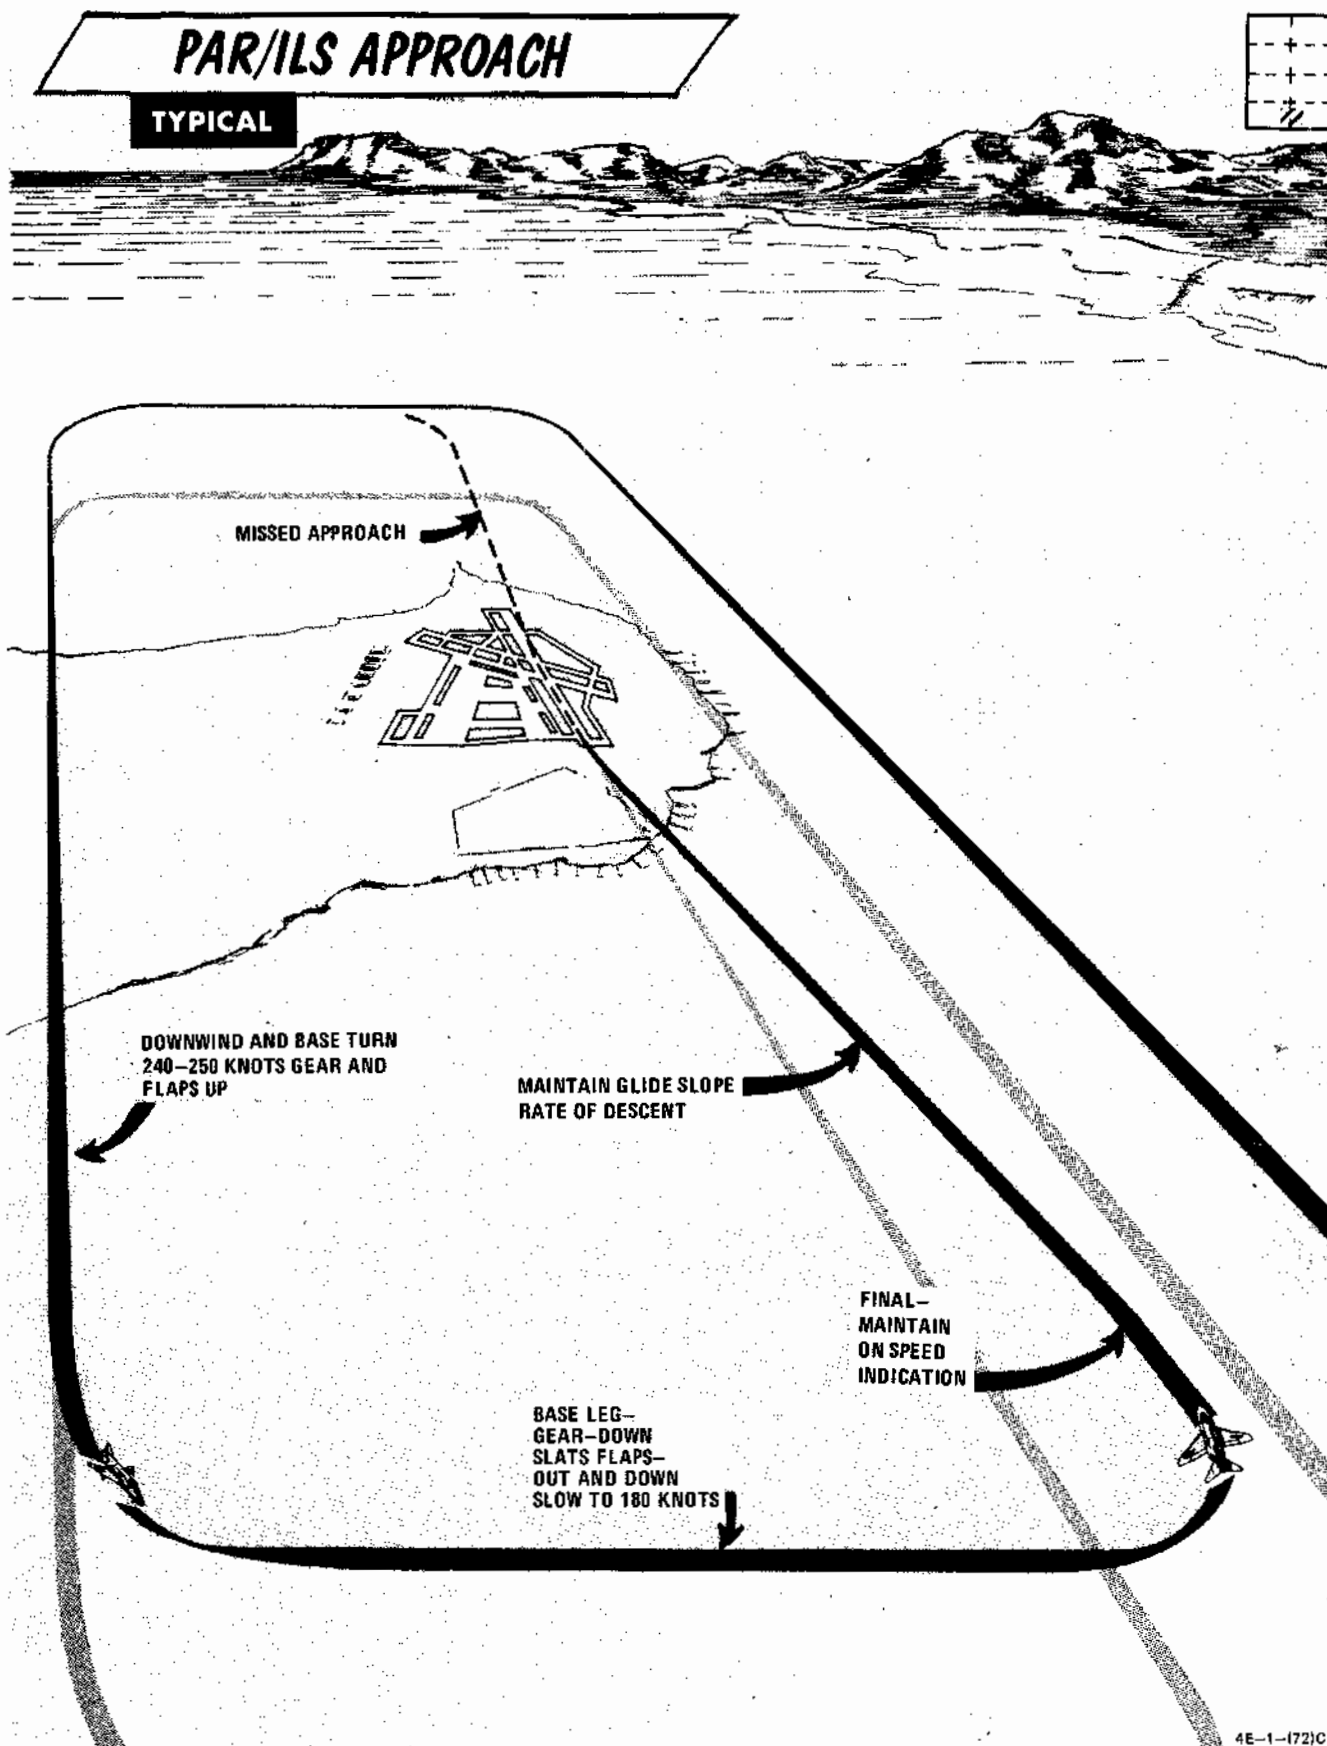 PAR/ILS APPROACH
TYPICAL
MISSED APPROACH
DOWNWIND AND BASE TURN
240–250 KNOTS GEAR AND
FLAPS UP
MAINTAIN GLIDE SLOPE
RATE OF DESCENT
FINAL–
MAINTAIN
ON SPEED
INDICATION
BASE LEG–
GEAR–DOWN
SLATS FLAPS–
OUT AND DOWN
SLOW TO 180 KNOTS
4E–1–(72)C